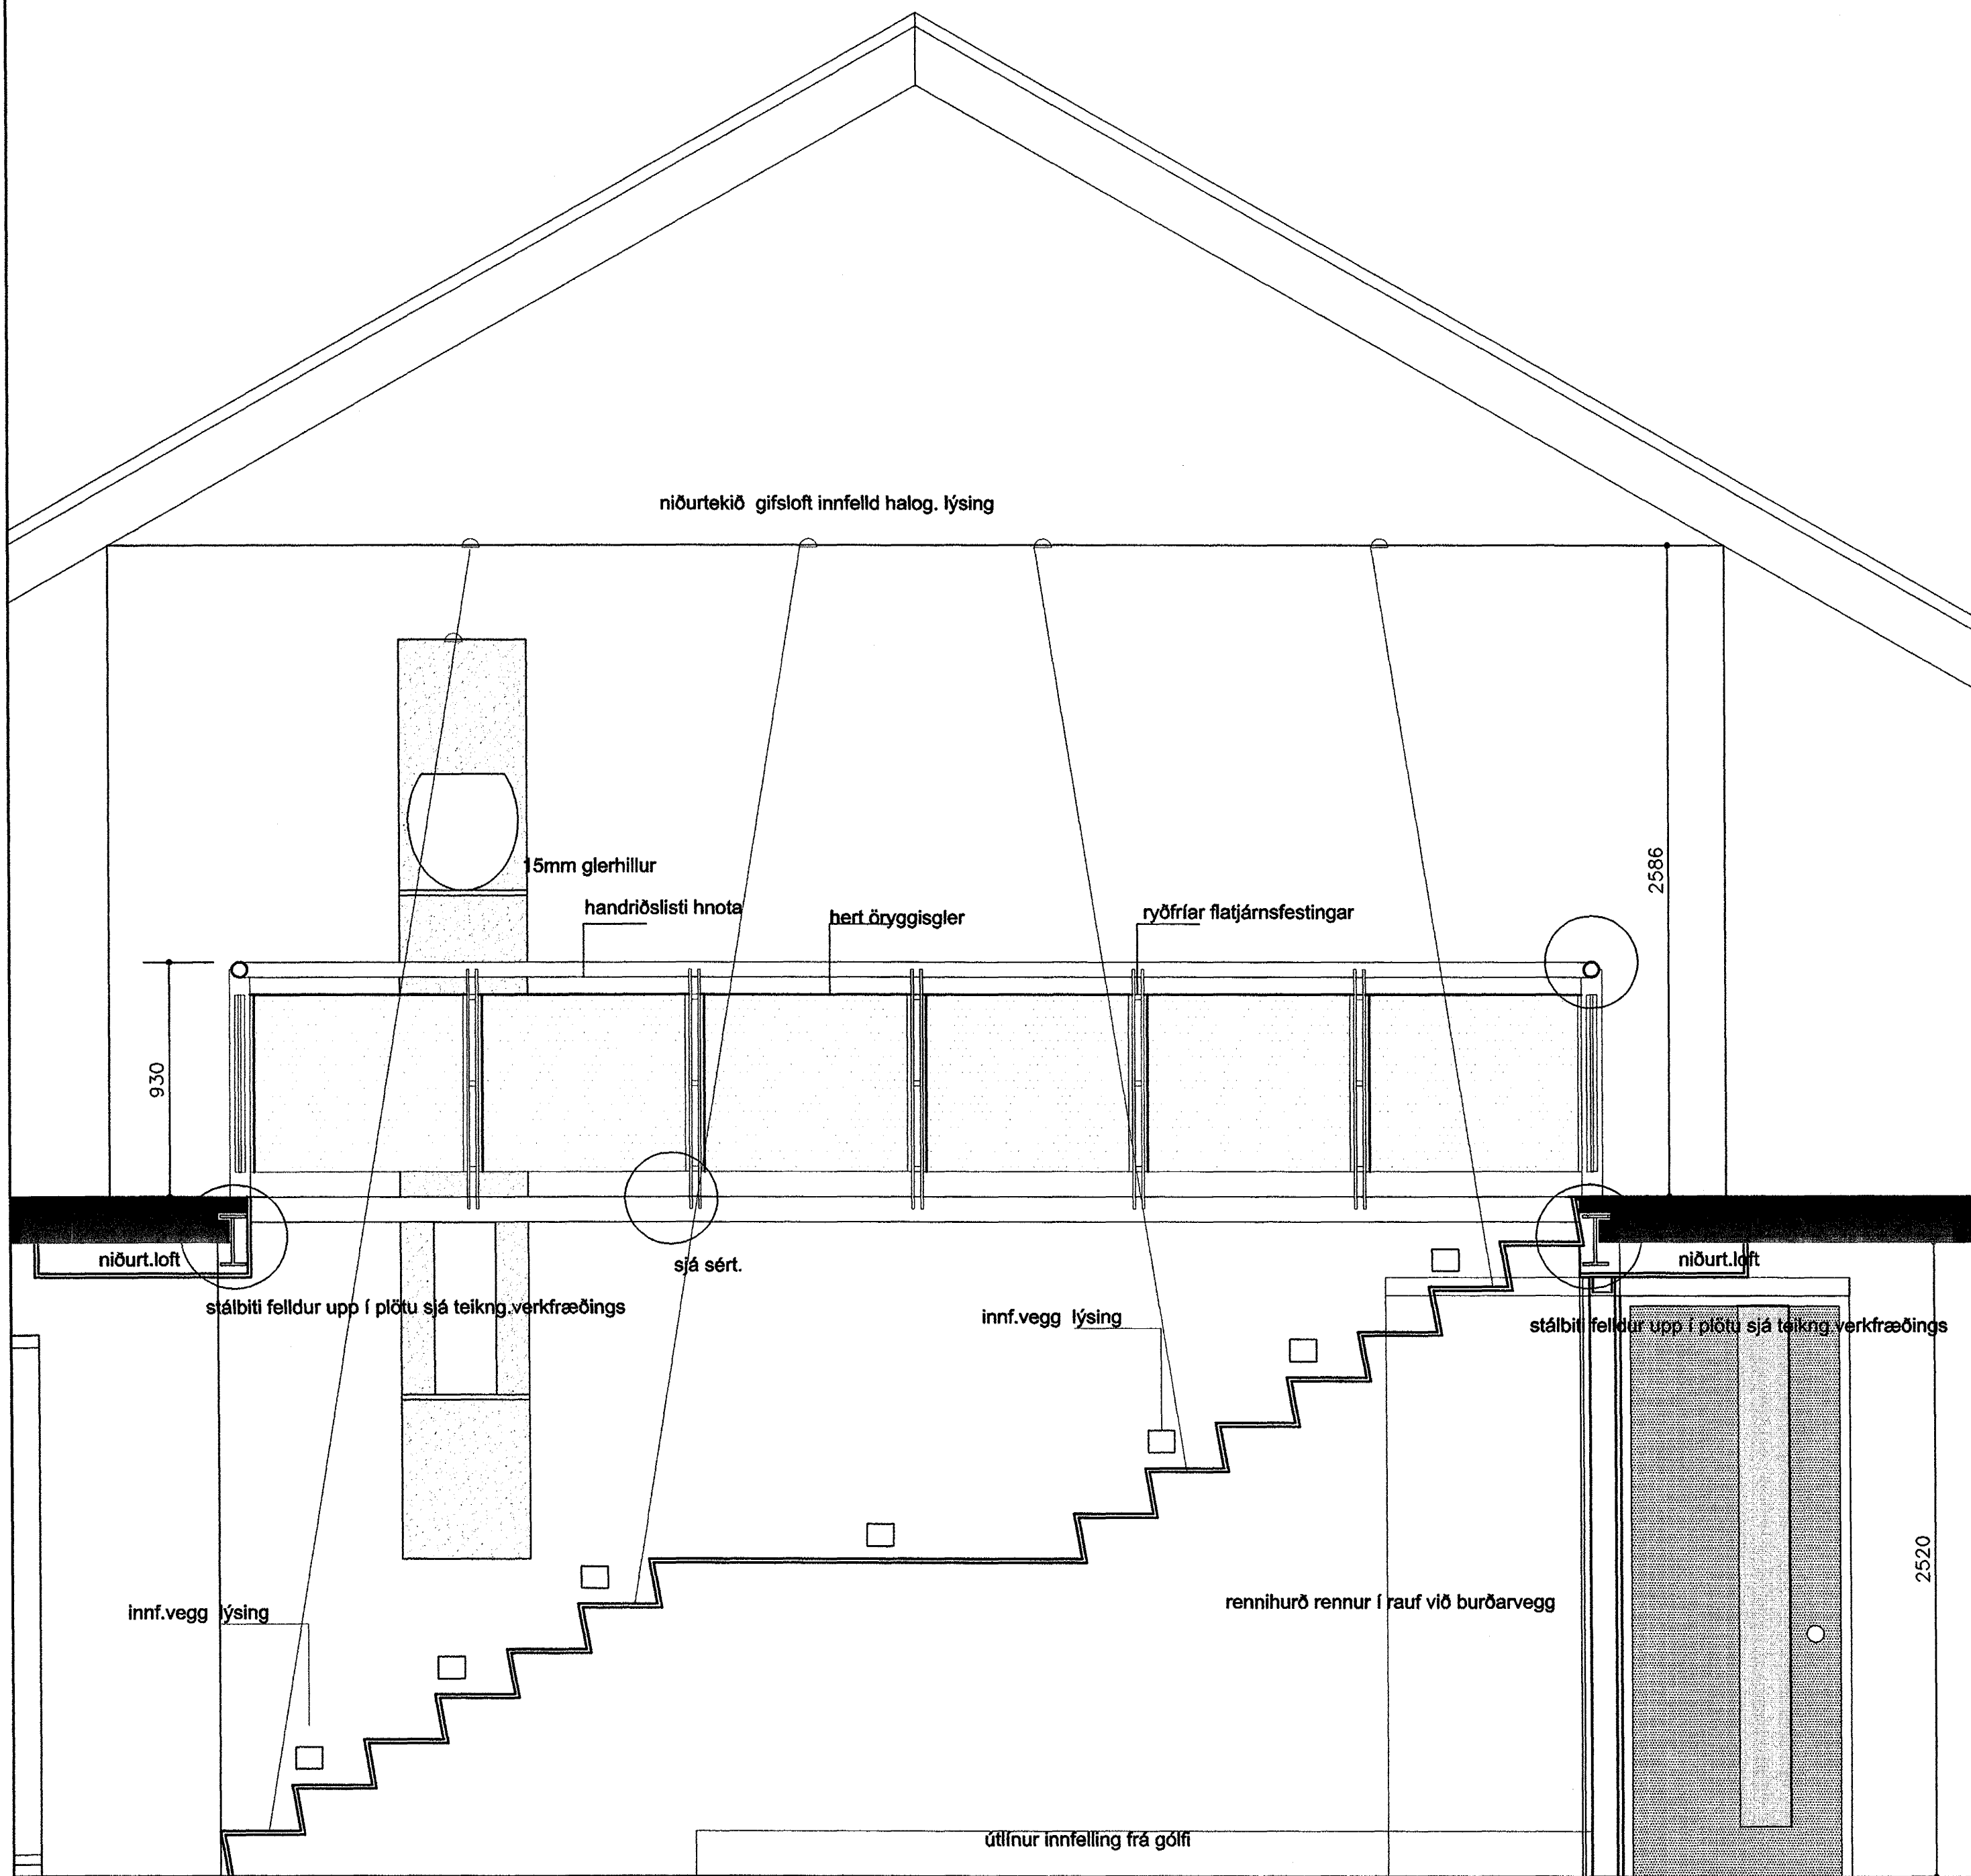 niðurtekið gifsloft innfelld halog. lýsing
15mm glerhillur
handriðslisti hnota
hert öryggisgler
ryðfríar flatjárnsfestingar
2586
930
niðurt.loft
sjá sért.
niðurt.loft
stálbiti felldur upp í plötu sjá teikng.verkfræðings
innf.vegg lýsing
stálbiti felldur upp í plötu sjá teikng.verkfræðings
2520
innf.vegg lýsing
rennihurð rennur í rauf við burðarvegg
útlínur innfelling frá gólfi